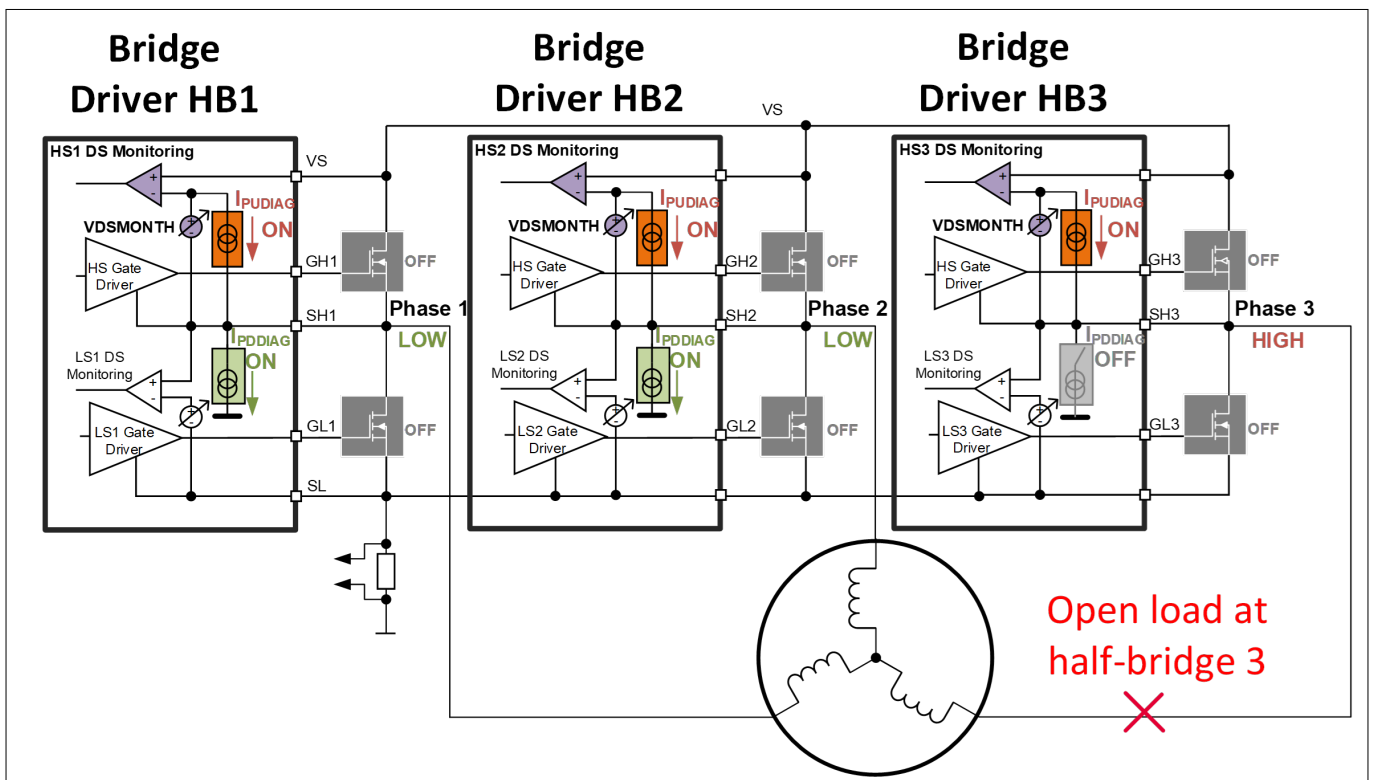 Bridge
Driver HB1
Bridge
Driver HB2
Bridge
Driver HB3
VS
HS1 DS Monitoring
VS
+
-
IPUDIAG
ON
VDSMONTH
+
-
HS Gate
Driver
GH1
OFF
SH1
Phase 1
LOW
IPDDIAG
ON
LS1 DS
Monitoring
+
-
+
-
LS1 Gate
Driver
GL1
OFF
SL
HS2 DS Monitoring
+
-
IPUDIAG
ON
VDSMONTH
+
-
HS Gate
Driver
GH2
OFF
SH2
Phase 2
LOW
IPDDIAG
ON
LS2 DS
Monitoring
+
-
+
-
LS2 Gate
Driver
GL2
OFF
HS3 DS Monitoring
+
-
IPUDIAG
ON
VDSMONTH
+
-
HS Gate
Driver
GH3
OFF
SH3
Phase 3
HIGH
IPDDIAG
OFF
LS3 DS
Monitoring
+
-
+
-
LS3 Gate
Driver
GL3
OFF
Open load at
half-bridge 3